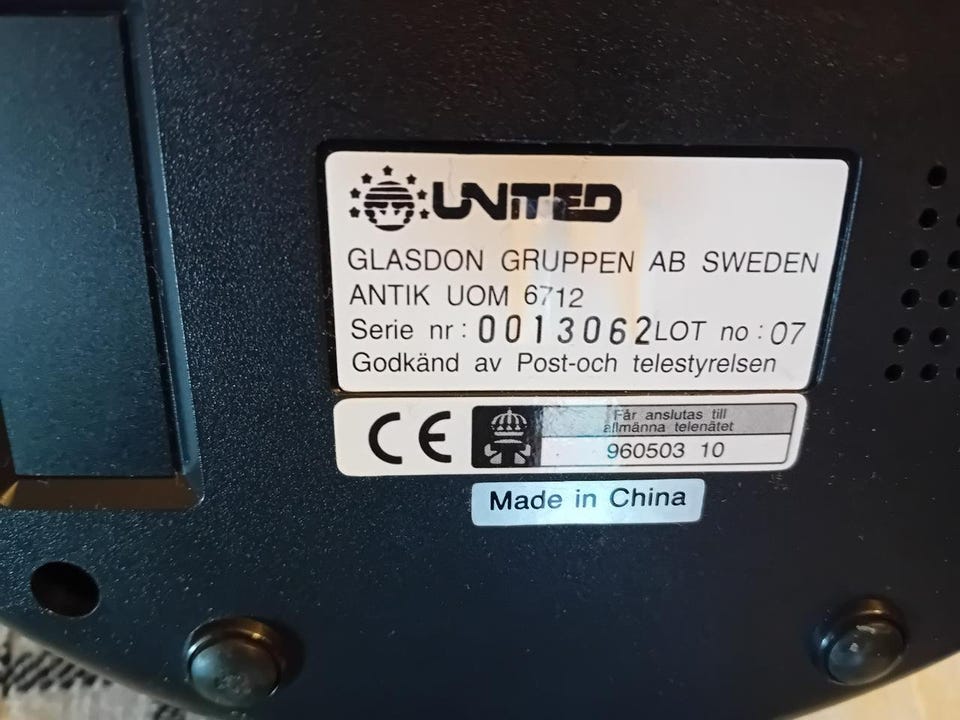 UNITED
GLASDON GRUPPEN AB SWEDEN
ANTIK UOM 6712
Serie nr: 0013062 LOT no: 07
Godkänd av Post-och telestyrelsen
CE
Får anslutas till
allmänna telenätet
960503 10
Made in China